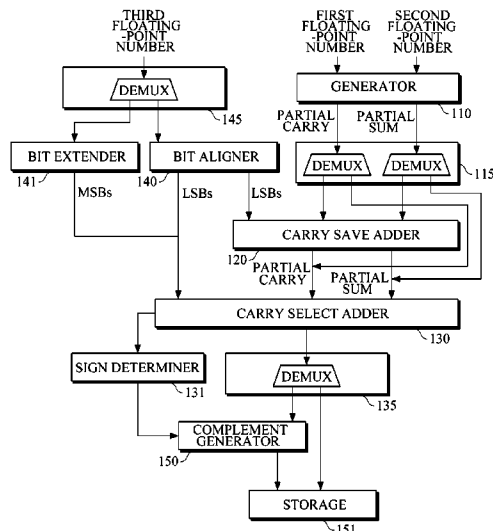 THIRD
FLOATING
-POINT
NUMBER
FIRST
FLOATING
-POINT
NUMBER
SECOND
FLOATING
-POINT
NUMBER
DEMUX
145
GENERATOR
110
PARTIAL
CARRY
PARTIAL
SUM
BIT EXTENDER
141
BIT ALIGNER
140
DEMUX
DEMUX
115
MSBs
LSBs
LSBs
CARRY SAVE ADDER
120
PARTIAL
CARRY
PARTIAL
SUM
CARRY SELECT ADDER
130
SIGN DETERMINER
131
DEMUX
135
COMPLEMENT
GENERATOR
150
STORAGE
151